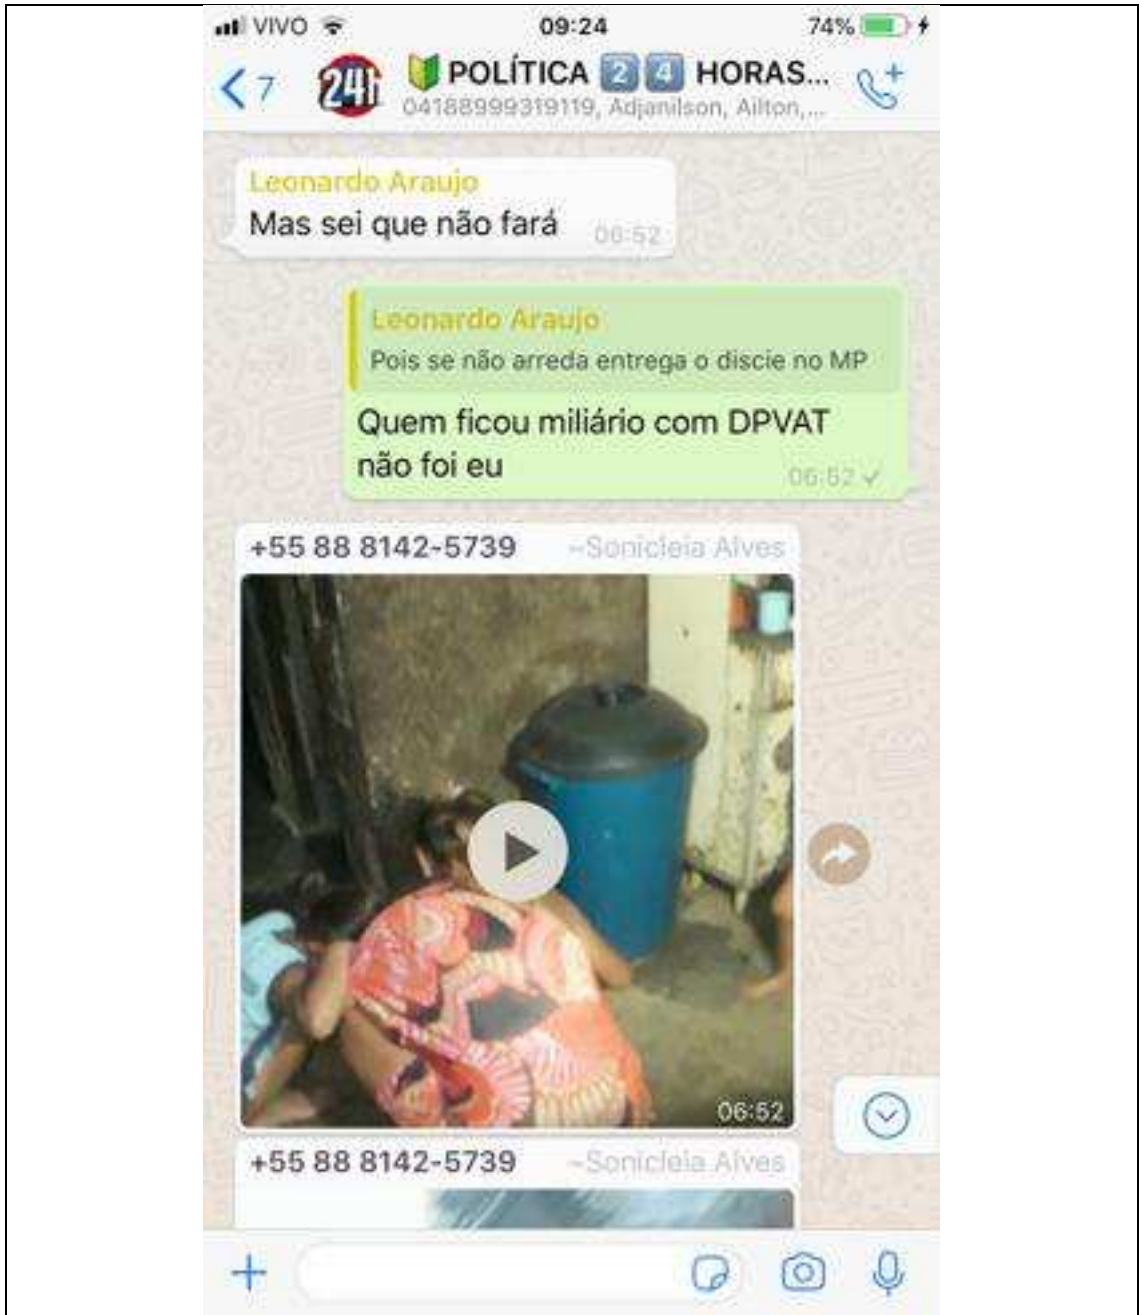 VIVO 09:24 74%
7 24h POLÍTICA 2 4 HORAS...
04188999319119, Adjanilson, Ailton,...
Leonardo Araujo
Mas sei que não fará 06:52
Leonardo Araujo
Pois se não arreda entrega o discie no MP
Quem ficou miliário com DPVAT
não foi eu 06:52
+55 88 8142-5739 ~Sonicleia Alves
06:52
+55 88 8142-5739 ~Sonicleia Alves